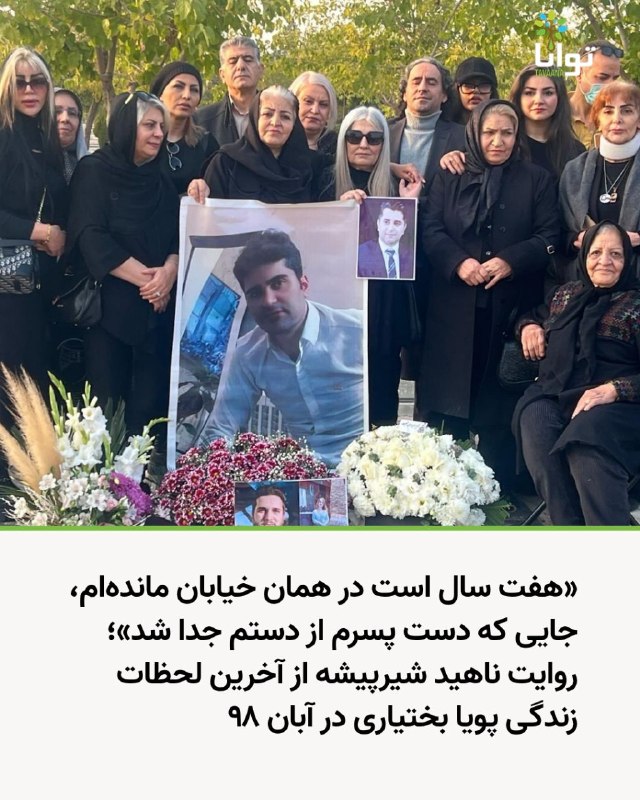 توانا
TAVAANA
«هفت سال است در همان خیابان مانده‌ام،
جایی که دست پسرم از دستم جدا شد»؛
روایت ناهید شیرپیشه از آخرین لحظات
زندگی پویا بختیاری در آبان ۹۸